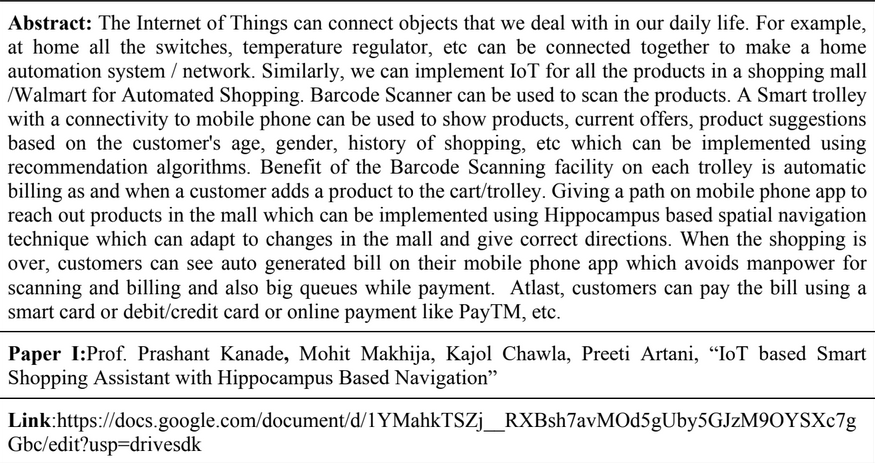 Abstract: The Internet of Things can connect objects that we deal with in our daily life. For example,
at home all the switches, temperature regulator, etc can be connected together to make a home
automation system / network. Similarly, we can implement IoT for all the products in a shopping mall
/Walmart for Automated Shopping. Barcode Scanner can be used to scan the products. A Smart trolley
with a connectivity to mobile phone can be used to show products, current offers, product suggestions
based on the customer's age, gender, history of shopping, etc which can be implemented using
recommendation algorithms. Benefit of the Barcode Scanning facility on each trolley is automatic
billing as and when a customer adds a product to the cart/trolley. Giving a path on mobile phone app to
reach out products in the mall which can be implemented using Hippocampus based spatial navigation
technique which can adapt to changes in the mall and give correct directions. When the shopping is
over, customers can see auto generated bill on their mobile phone app which avoids manpower for
scanning and billing and also big queues while payment.  Atlast, customers can pay the bill using a
smart card or debit/credit card or online payment like PayTM, etc.
Paper I:Prof. Prashant Kanade, Mohit Makhija, Kajol Chawla, Preeti Artani, “IoT based Smart
Shopping Assistant with Hippocampus Based Navigation”
Link:https://docs.google.com/document/d/1YMahkTSZj__RXBsh7avMOd5gUby5GJzM9OYSXc7g
Gbc/edit?usp=drivesdk